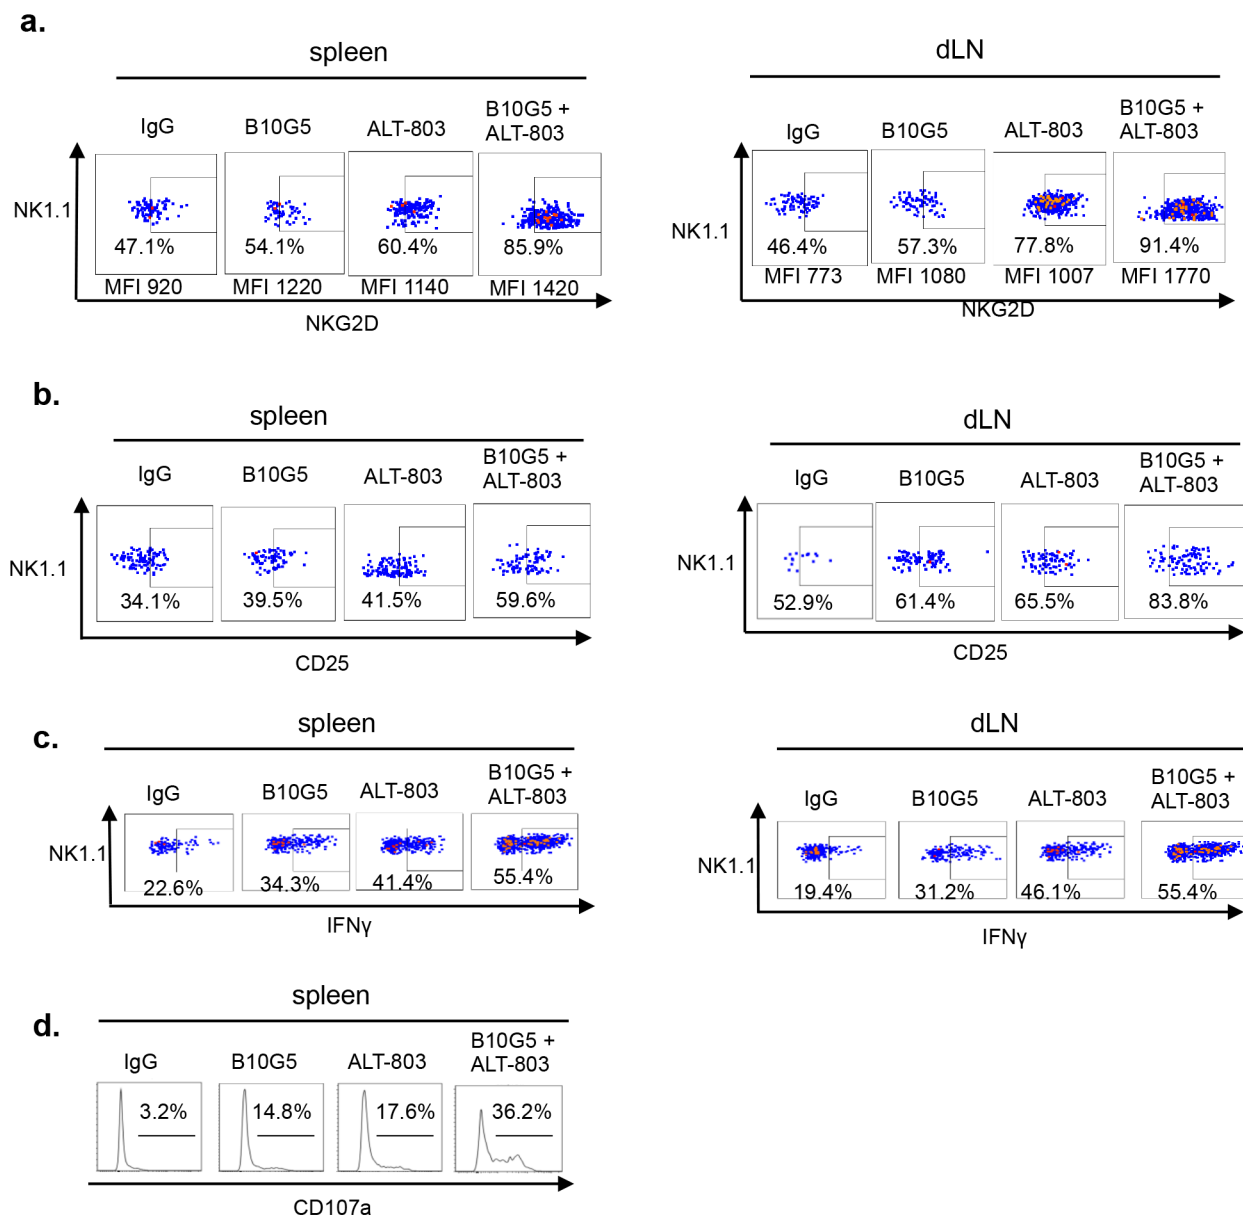 a.
spleen
IgG
B10G5
ALT-803
B10G5 +
ALT-803
NK1.1
47.1%
54.1%
60.4%
85.9%
MFI 920
MFI 1220
MFI 1140
MFI 1420
NKG2D
dLN
IgG
B10G5
ALT-803
B10G5 +
ALT-803
NK1.1
46.4%
57.3%
77.8%
91.4%
MFI 773
MFI 1080
MFI 1007
MFI 1770
NKG2D
b.
spleen
IgG
B10G5
ALT-803
B10G5 +
ALT-803
NK1.1
34.1%
39.5%
41.5%
59.6%
CD25
dLN
IgG
B10G5
ALT-803
B10G5 +
ALT-803
NK1.1
52.9%
61.4%
65.5%
83.8%
CD25
c.
spleen
IgG
B10G5
ALT-803
B10G5 +
ALT-803
NK1.1
22.6%
34.3%
41.4%
55.4%
IFNγ
dLN
IgG
B10G5
ALT-803
B10G5 +
ALT-803
NK1.1
19.4%
31.2%
46.1%
55.4%
IFNγ
d.
spleen
IgG
B10G5
ALT-803
B10G5 +
ALT-803
3.2%
14.8%
17.6%
36.2%
CD107a